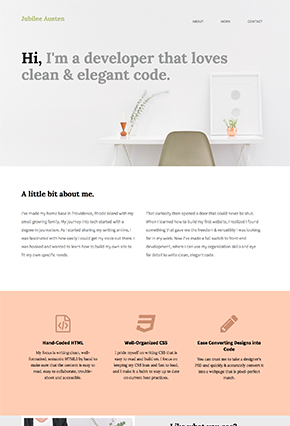 Jubilee Austen
ABOUT WORK CONTACT
Hi, I'm a developer that loves
clean & elegant code.
A little bit about me.
I've made my home base in Providence, Rhode Island with my
small growing family. My journey into tech started with a
degree in journalism. As I started sharing my writing online, I
was fascinated with how easily I could get my voice out there. I
was hooked and wanted to learn how to build my own site to
fit my own specific needs.
That curiosity then opened a door that could never be shut.
When I learned how to build my first website, I realized I found
something that gave me the freedom & versatility I was looking
for in my work. Now I've made a full switch to front-end
development, where I can use my organization skills and eye
for detail to write clean, elegant code.
Hand-Coded HTML
My focus is writing clean, well-
formatted, semantic HTML by hand to
make sure that the content is easy to
read, easy to collaborate, trouble-
shoot and accessible.
Well-Organized CSS
I pride myself on writing CSS that is
easy to read and build on. I focus on
keeping my CSS lean and fast to load,
and I make it a habit to stay up to date
on current best practices.
Easy Converting Designs into
Code
You can trust me to take a designer's
PSD and quickly & accurately convert it
into a webpage that is pixel-perfect
match.